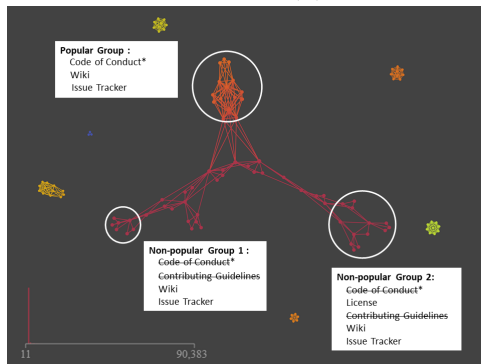 Popular Group :
Code of Conduct*
Wiki
Issue Tracker
Non-popular Group 1 :
Code of Conduct*
Contributing Guidelines
Wiki
Issue Tracker
Non-popular Group 2:
Code of Conduct*
License
Contributing Guidelines
Wiki
Issue Tracker
11 90,383